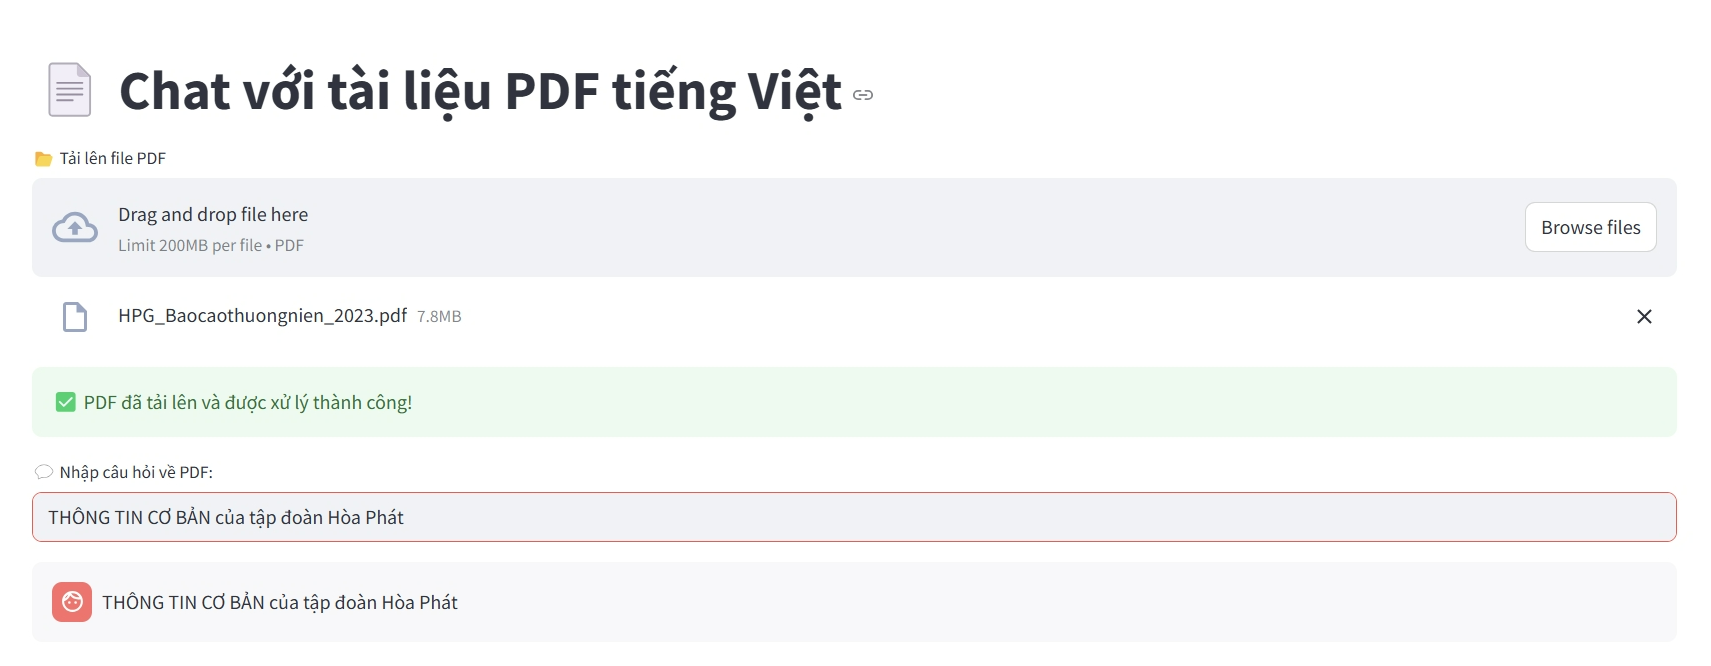 Chat với tài liệu PDF tiếng Việt
Tải lên file PDF
Drag and drop file here
Limit 200MB per file • PDF
Browse files
HPG_Baocaothuongnien_2023.pdf 7.8MB
PDF đã tải lên và được xử lý thành công!
Nhập câu hỏi về PDF:
THÔNG TIN CƠ BẢN của tập đoàn Hòa Phát
THÔNG TIN CƠ BẢN của tập đoàn Hòa Phát